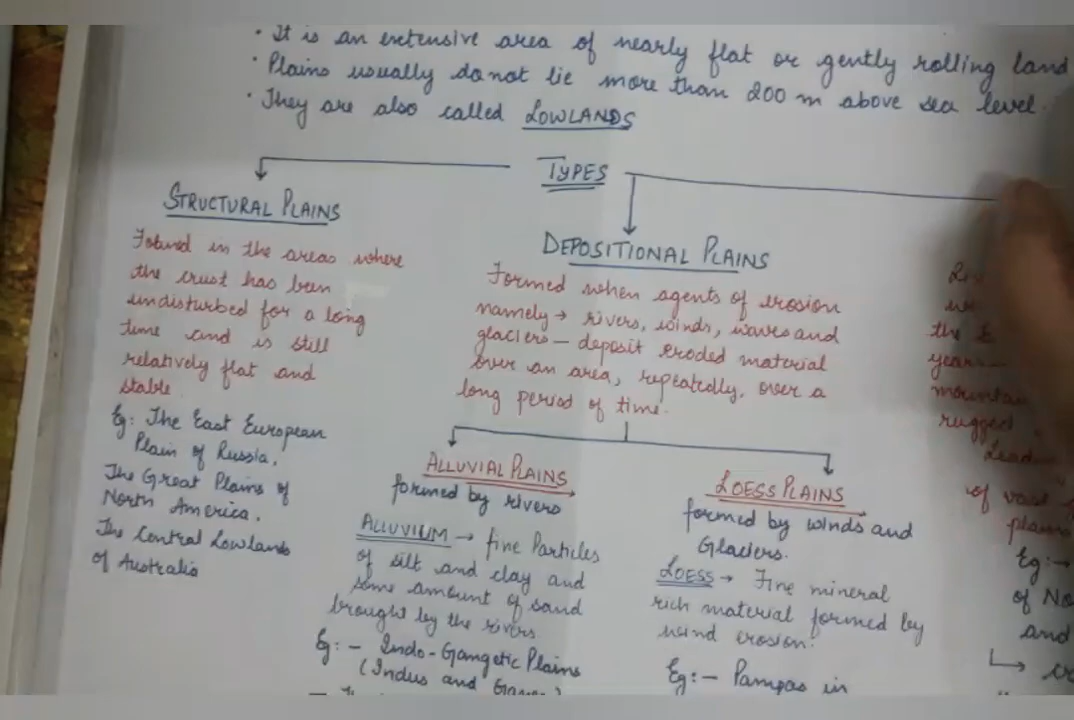 · It is an extensive area of nearly flat or gently rolling land
· Plains usually do not lie more than 200 m above sea level.
· They are also called LOWLANDS
TYPES
STRUCTURAL PLAINS
Found in the areas where
the crust has been
undisturbed for a long
time and is still
relatively flat and
stable.
Eg: The East European
Plain of Russia.
The Great Plains of
North America.
The Central Lowlands
of Australia
DEPOSITIONAL PLAINS
Formed when agents of erosion
namely → rivers, winds, waves and
glaciers — deposit eroded material
over an area, repeatedly, over a
long period of time.
ALLUVIAL PLAINS
formed by rivers
ALLUVIUM → fine Particles
of silt and clay and
some amount of sand
brought by the rivers
Eg: - Indo-Gangetic Plains
(Indus and
LOESS PLAINS
formed by winds and
Glaciers.
LOESS → Fine mineral
rich material formed by
wind erosion.
Eg: - Pampas in
the
years
rugged
of
plains
Eg: →
of No
and